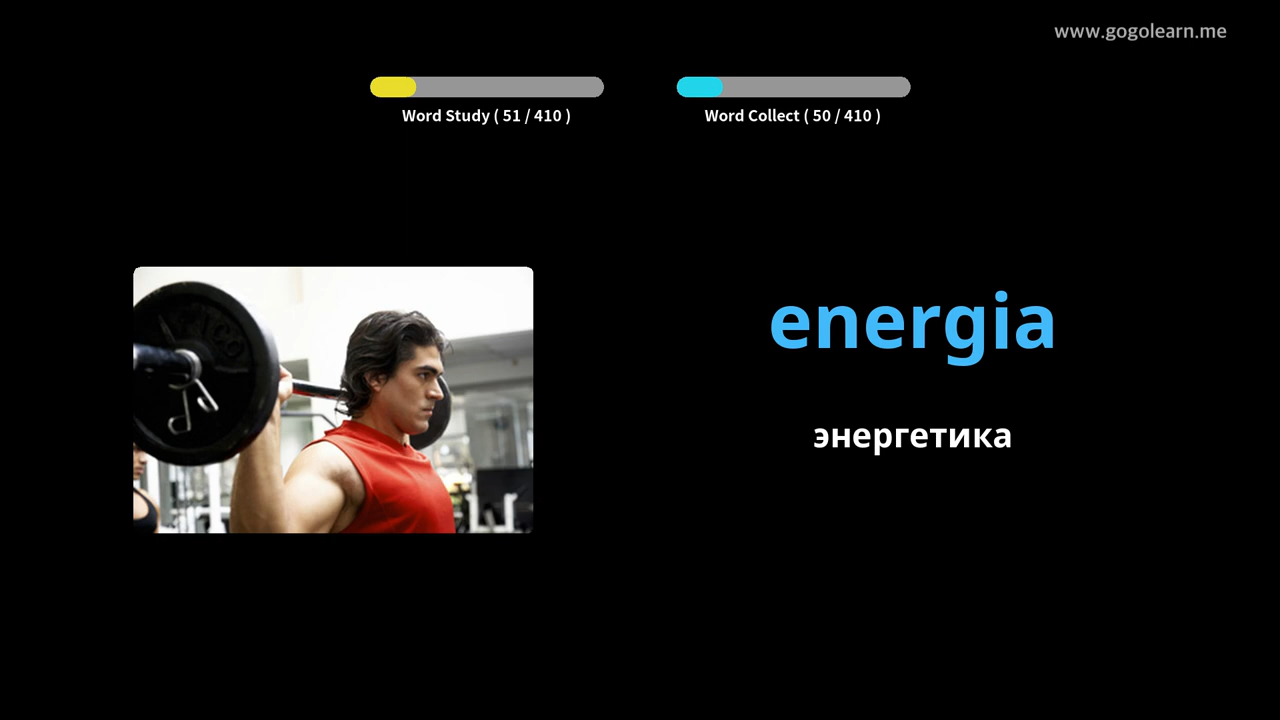 www.gogolearn.me
Word Study ( 51 / 410 )
Word Collect ( 50 / 410 )
energia
энергетика